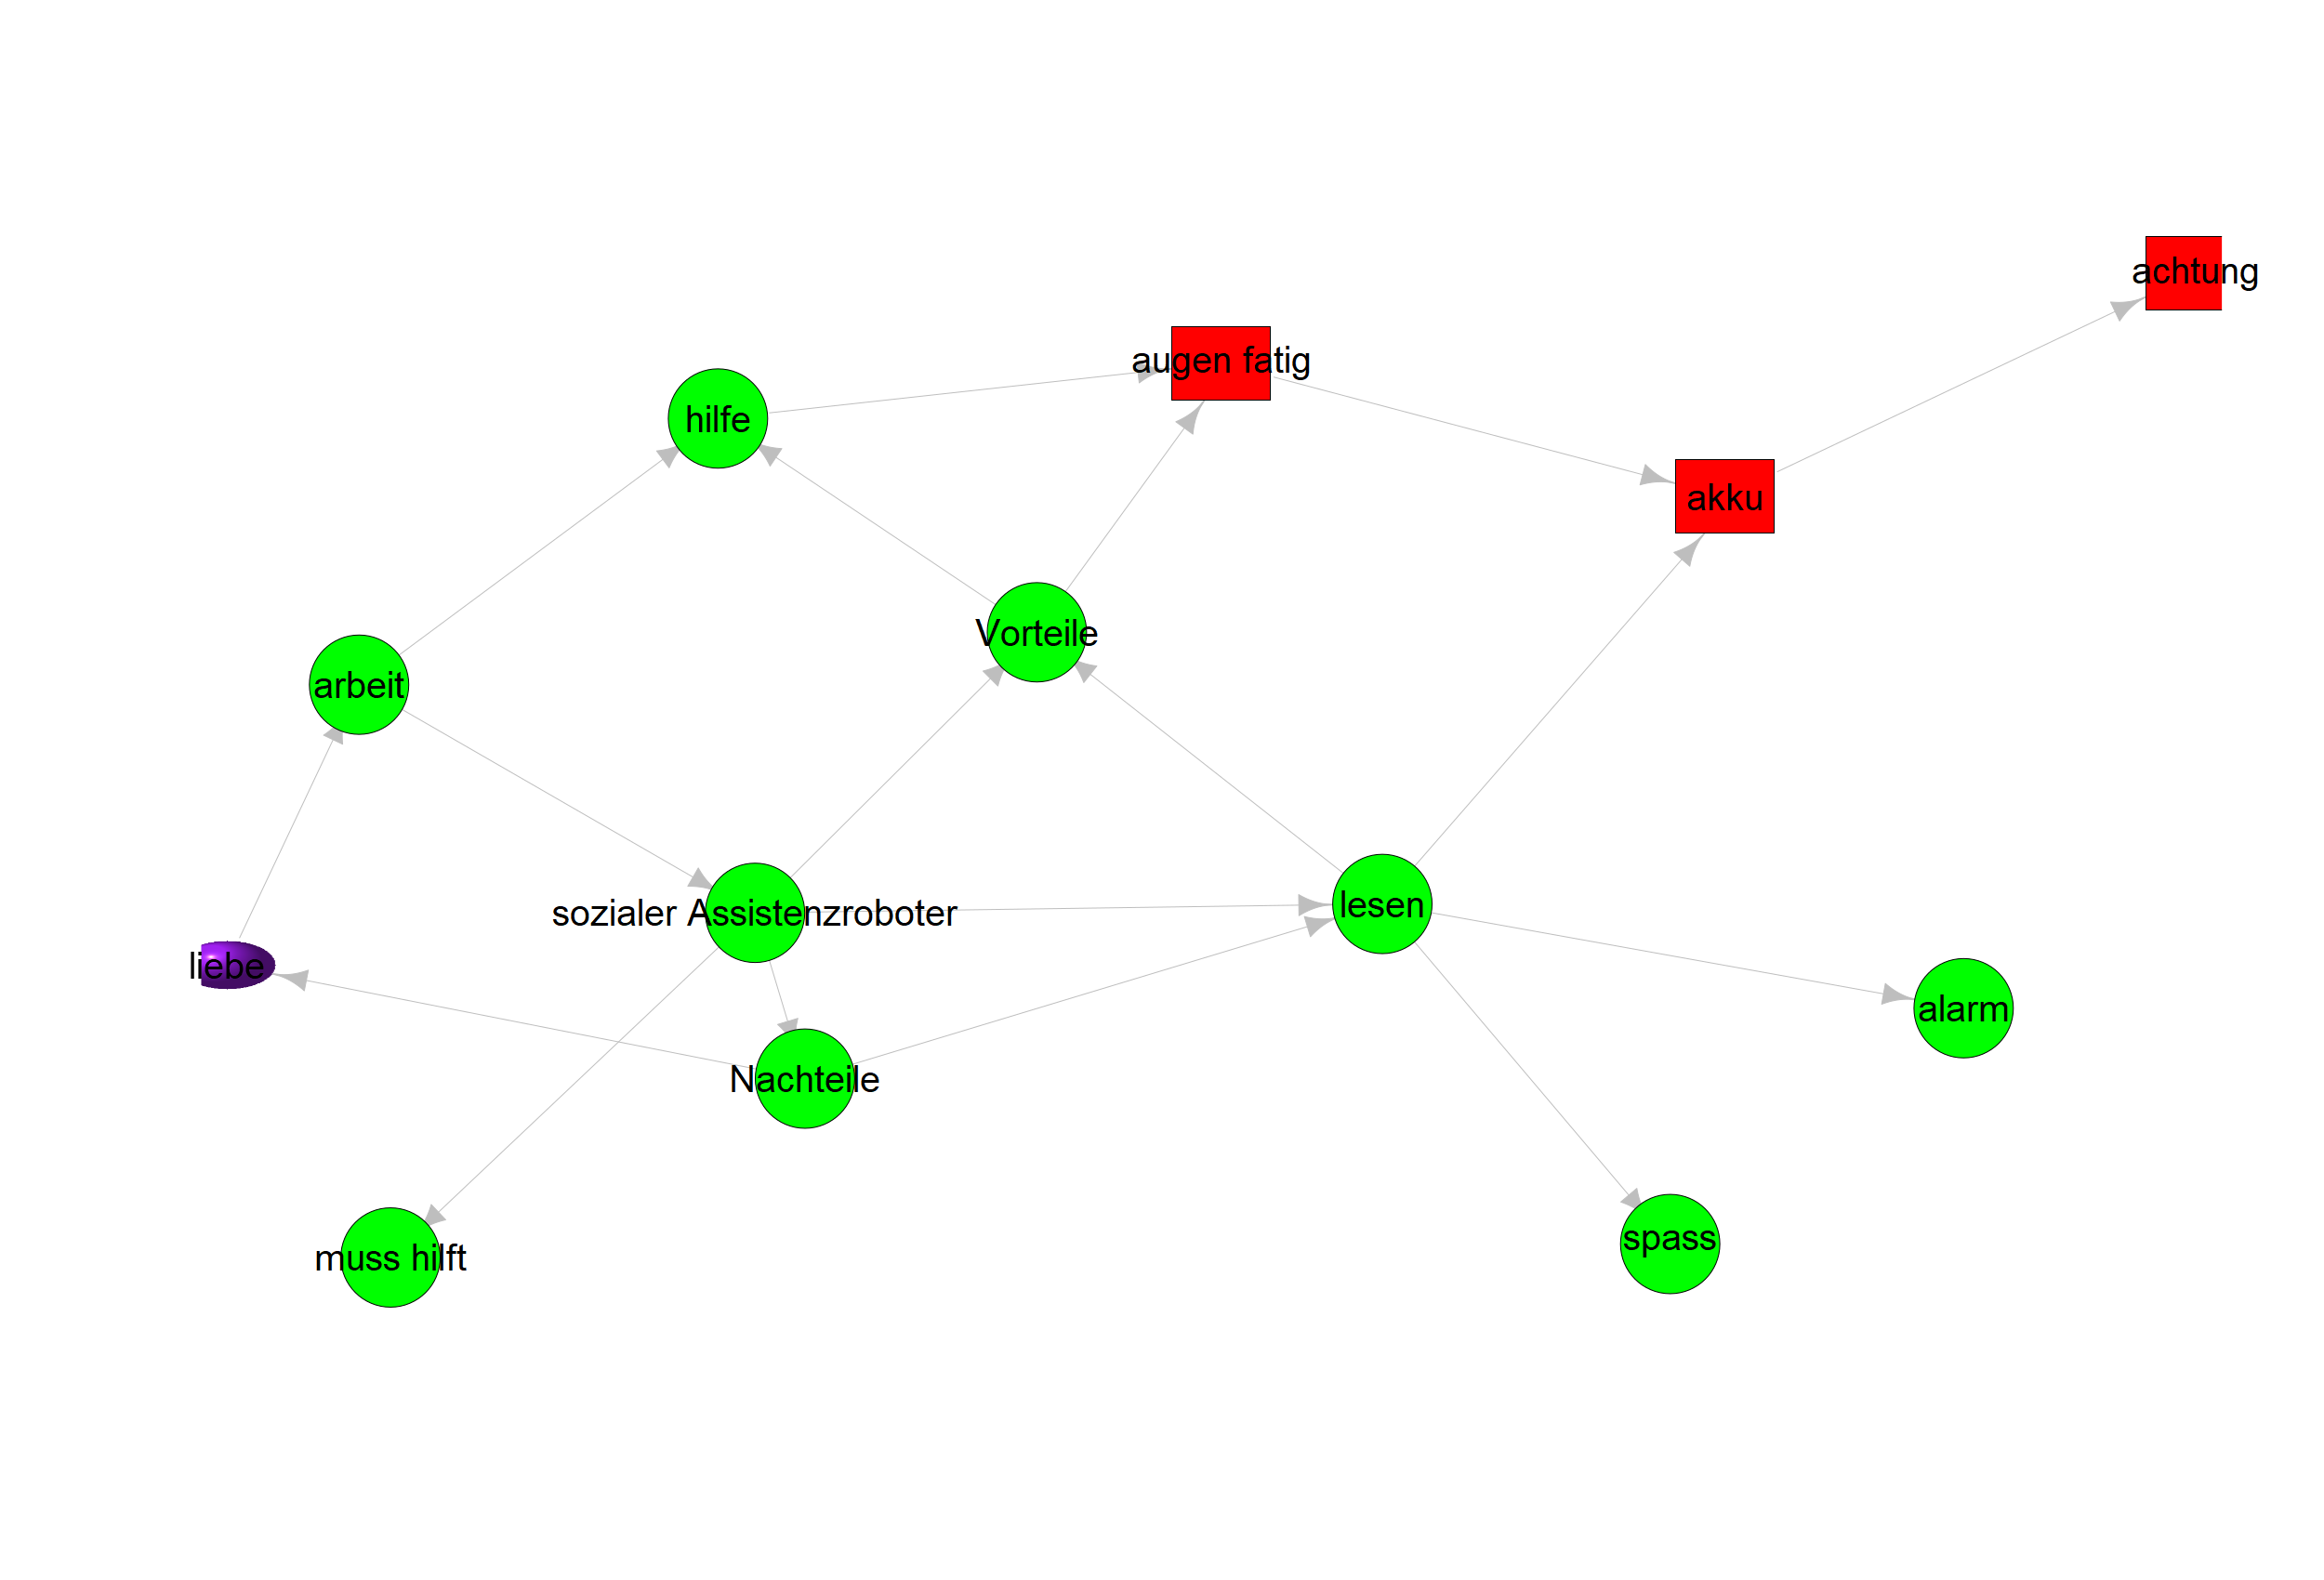 achtung
augen fatig
hilfe
akku
Vorteile
arbeit
lesen
sozialer Assistenzroboter
liebe
alarm
Nachteile
spass
muss hilft